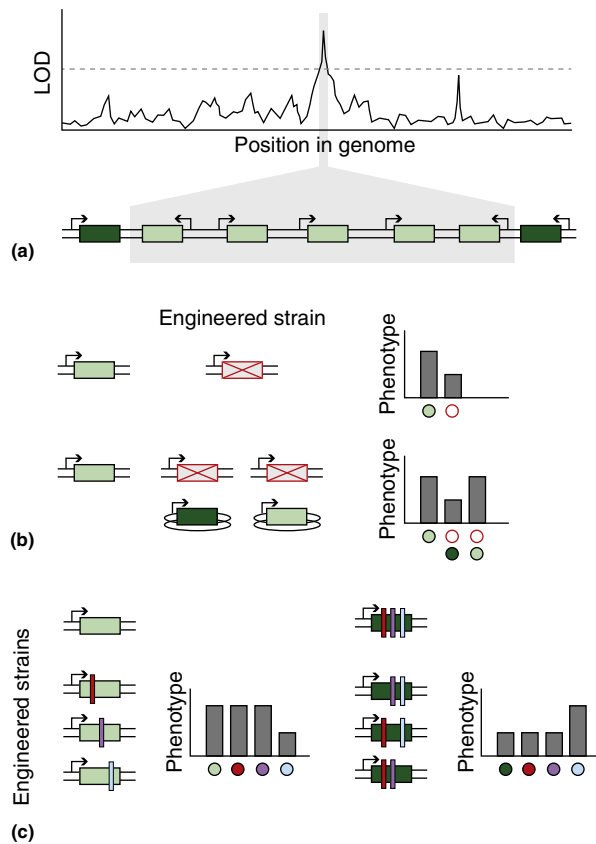 LOD
Position in genome
(a)
Engineered strain
Phenotype
Phenotype
(b)
Engineered strains
Phenotype
Phenotype
(c)